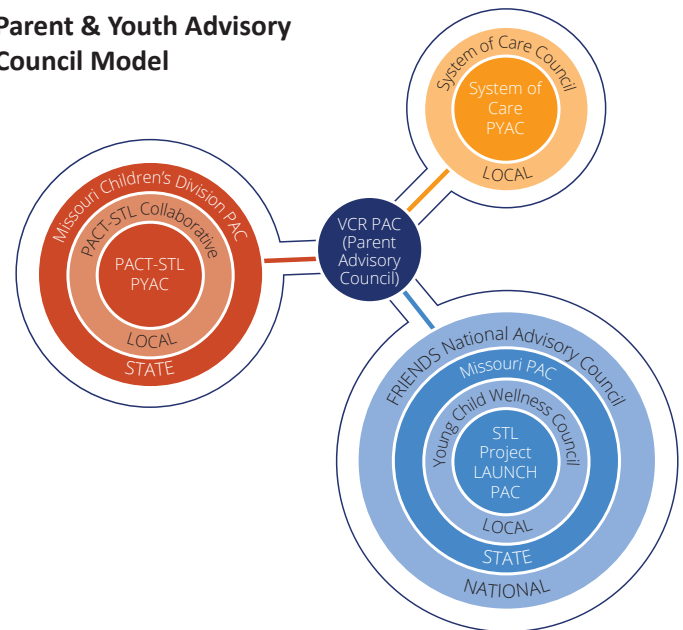 Parent & Youth Advisory
Council Model
System of Care Council
System of
Care
PYAC
LOCAL
Missouri Children's Division PAC
PACT-STL Collaborative
PACT-STL
PYAC
LOCAL
STATE
VCR PAC
(Parent
Advisory
Council)
FRIENDS National Advisory Council
Missouri PAC
Young Child Wellness Council
STL
Project
LAUNCH
PAC
LOCAL
STATE
NATIONAL